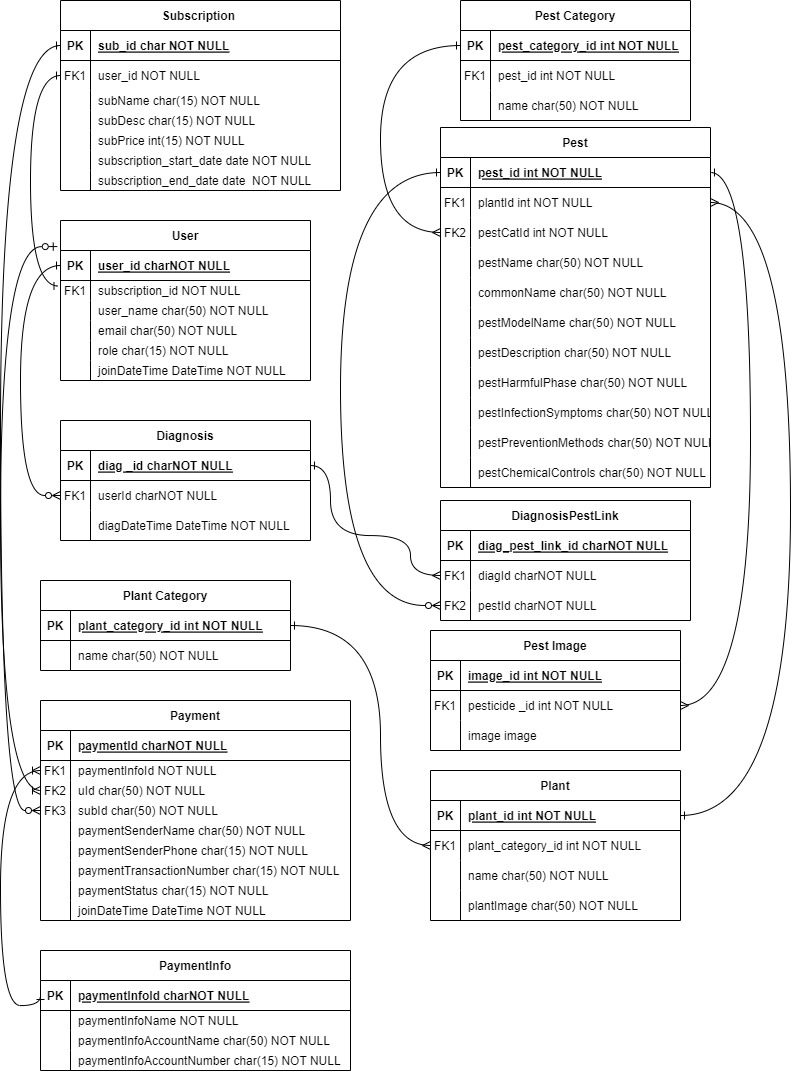 Subscription
PK sub_id char NOT NULL
FK1 user_id NOT NULL
subName char(15) NOT NULL
subDesc char(15) NOT NULL
subPrice int(15) NOT NULL
subscription_start_date date NOT NULL
subscription_end_date date  NOT NULL
User
PK user_id charNOT NULL
FK1 subscription_id NOT NULL
user_name char(50) NOT NULL
email char(50) NOT NULL
role char(15) NOT NULL
joinDateTime DateTime NOT NULL
Diagnosis
PK diag _id charNOT NULL
FK1 userId charNOT NULL
diagDateTime DateTime NOT NULL
Plant Category
PK plant_category_id int NOT NULL
name char(50) NOT NULL
Payment
PK paymentId charNOT NULL
FK1 paymentInfoId NOT NULL
FK2 uId char(50) NOT NULL
FK3 subId char(50) NOT NULL
paymentSenderName char(50) NOT NULL
paymentSenderPhone char(15) NOT NULL
paymentTransactionNumber char(15) NOT NULL
paymentStatus char(15) NOT NULL
joinDateTime DateTime NOT NULL
PaymentInfo
PK paymentInfoId charNOT NULL
paymentInfoName NOT NULL
paymentInfoAccountName char(50) NOT NULL
paymentInfoAccountNumber char(15) NOT NULL
Pest Category
PK pest_category_id int NOT NULL
FK1 pest_id int NOT NULL
name char(50) NOT NULL
Pest
PK pest_id int NOT NULL
FK1 plantId int NOT NULL
FK2 pestCatId int NOT NULL
pestName char(50) NOT NULL
commonName char(50) NOT NULL
pestModelName char(50) NOT NULL
pestDescription char(50) NOT NULL
pestHarmfulPhase char(50) NOT NULL
pestInfectionSymptoms char(50) NOT NULL
pestPreventionMethods char(50) NOT NULL
pestChemicalControls char(50) NOT NULL
DiagnosisPestLink
PK diag_pest_link_id charNOT NULL
FK1 diagId charNOT NULL
FK2 pestId charNOT NULL
Pest Image
PK image_id int NOT NULL
FK1 pesticide _id int NOT NULL
image image
Plant
PK plant_id int NOT NULL
FK1 plant_category_id int NOT NULL
name char(50) NOT NULL
plantImage char(50) NOT NULL